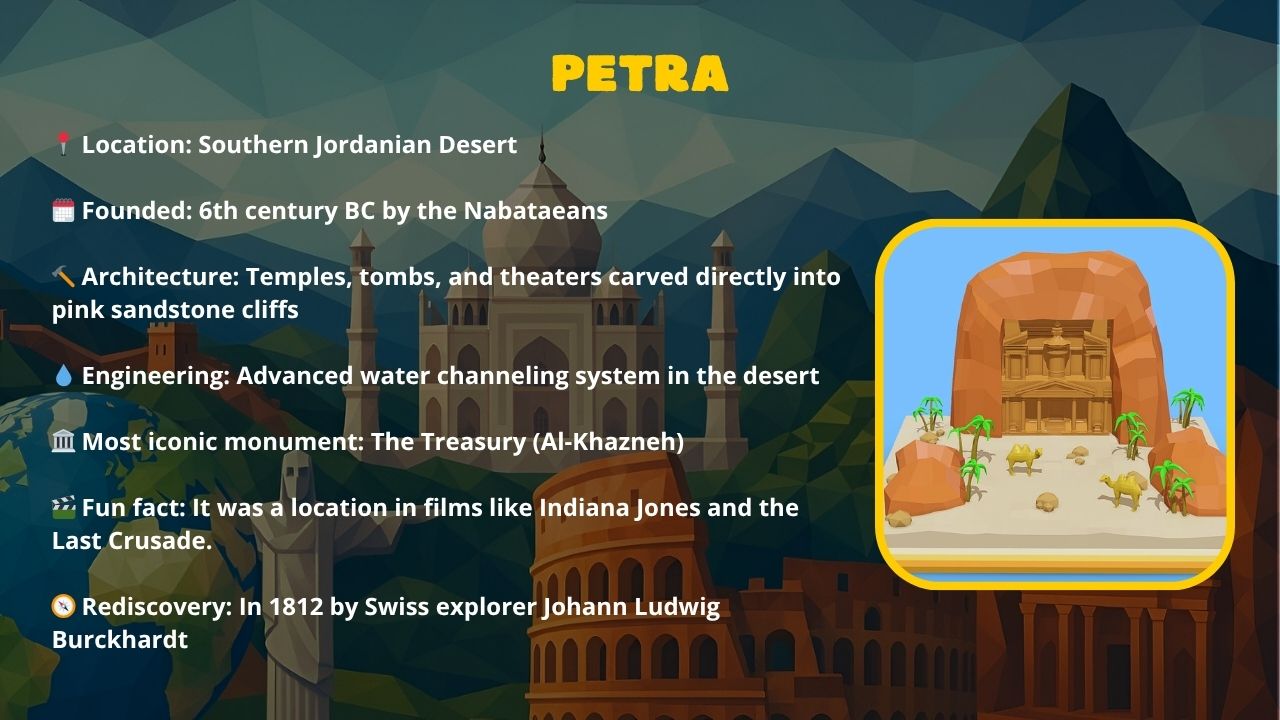 PETRA
📍 Location: Southern Jordanian Desert
🗓️ Founded: 6th century BC by the Nabataeans
🔨 Architecture: Temples, tombs, and theaters carved directly into
pink sandstone cliffs
💧 Engineering: Advanced water channeling system in the desert
🏛️ Most iconic monument: The Treasury (Al-Khazneh)
🎬 Fun fact: It was a location in films like Indiana Jones and the
Last Crusade.
🧭 Rediscovery: In 1812 by Swiss explorer Johann Ludwig
Burckhardt